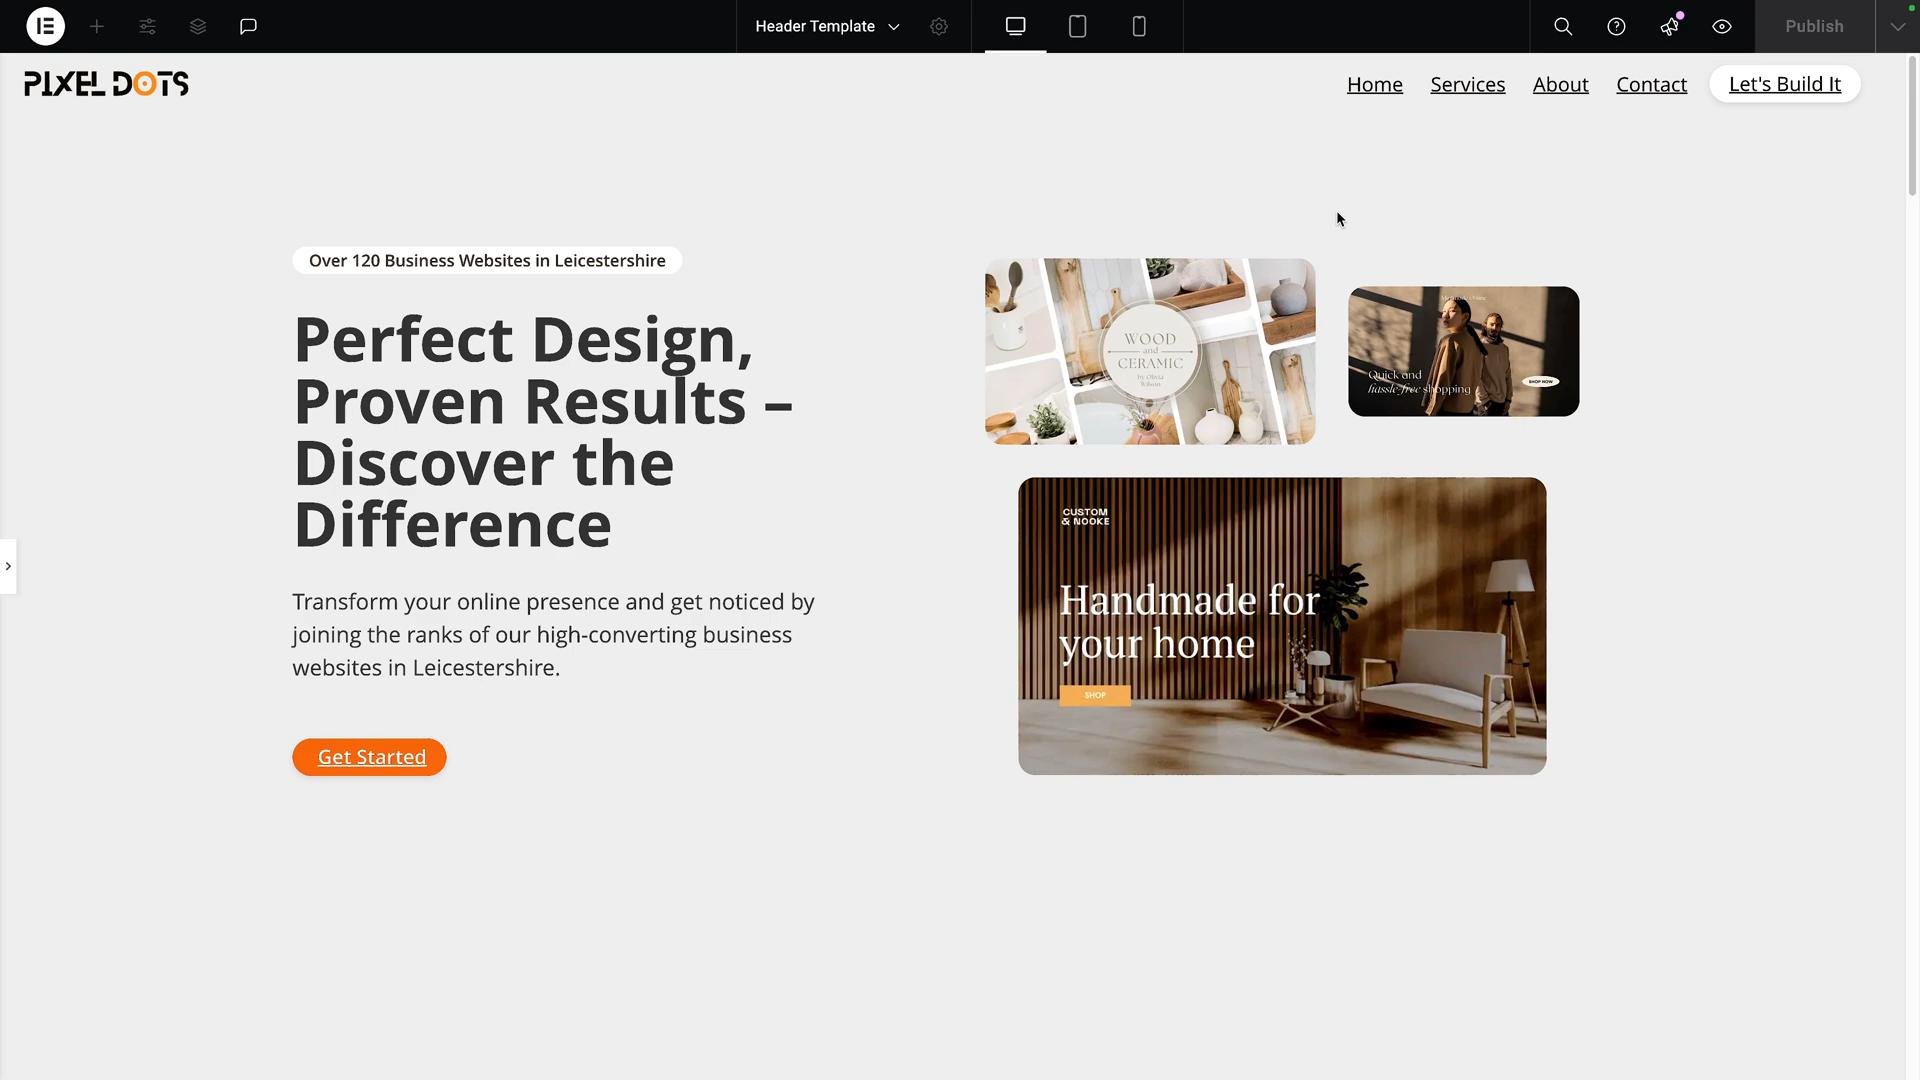 Header Template
Publish
PIXEL DOTS
Home
Services
About
Contact
Let's Build It
Over 120 Business Websites in Leicestershire
Perfect Design,
Proven Results –
Discover the
Difference
Transform your online presence and get noticed by
joining the ranks of our high-converting business
websites in Leicestershire.
Get Started
WOOD
and
CERAMIC
by Olivia
Wilson
Quick and
hassle-free shopping
SHOP NOW
CUSTOM
& NOOKE
Handmade for
your home
SHOP